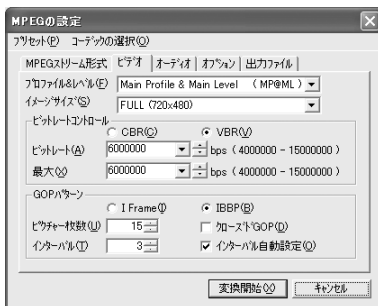 MPEGの設定
プリセット(P) コーデックの選択(O)
MPEGストリーム形式 ビデオ オーディオ オプション 出力ファイル
プロファイル&レベル(F) Main Profile & Main Level （MP@ML）
イメージサイズ(S) FULL (720x480)
ビットレートコントロール
CBR(C) VBR(V)
ビットレート(A) 6000000 bps (4000000 - 15000000)
最大(X) 6000000 bps (4000000 - 15000000)
GOPパターン
I Frame(I) IBBP(B)
ピクチャー枚数(U) 15 クローズドGOP(D)
インターバル(T) 3 インターバル自動設定(Q)
変換開始(X) キャンセル